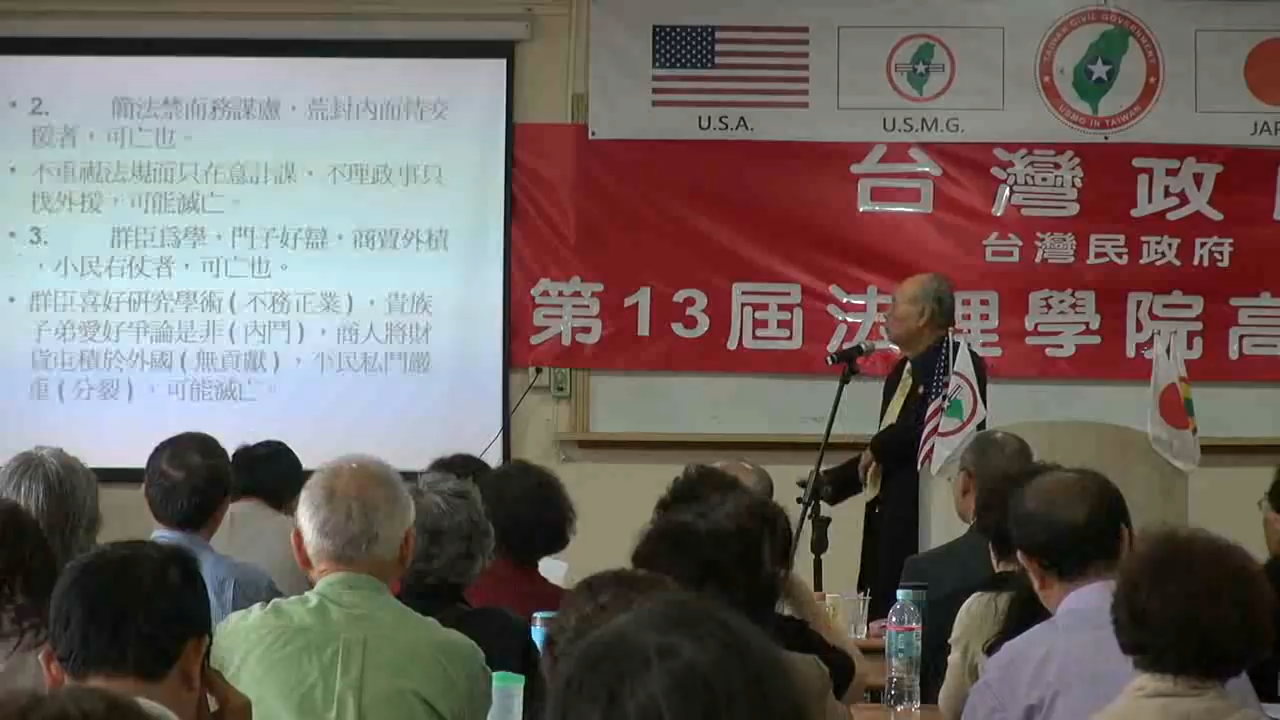 • 2. 簡法禁而務謀慮，荒封內而恃交
援者，可亡也。
• 不重視法規而只在意計謀，不理政事只
找外援，可能滅亡。
• 3. 群臣為學，門子好辯，商賈外積
，小民右仗者，可亡也。
• 群臣喜好研究學術(不務正業)，貴族
子弟愛好爭論是非(內鬥)，商人將財
貨屯積於外國(無貢獻)，小民私鬥嚴
重(分裂)，可能滅亡。
U.S.A.
U.S.M.G.
TAIWAN CIVIL GOVERNMENT
USMG IN TAIWAN
JAP
台灣政
台灣民政府
第13屆法理學院高